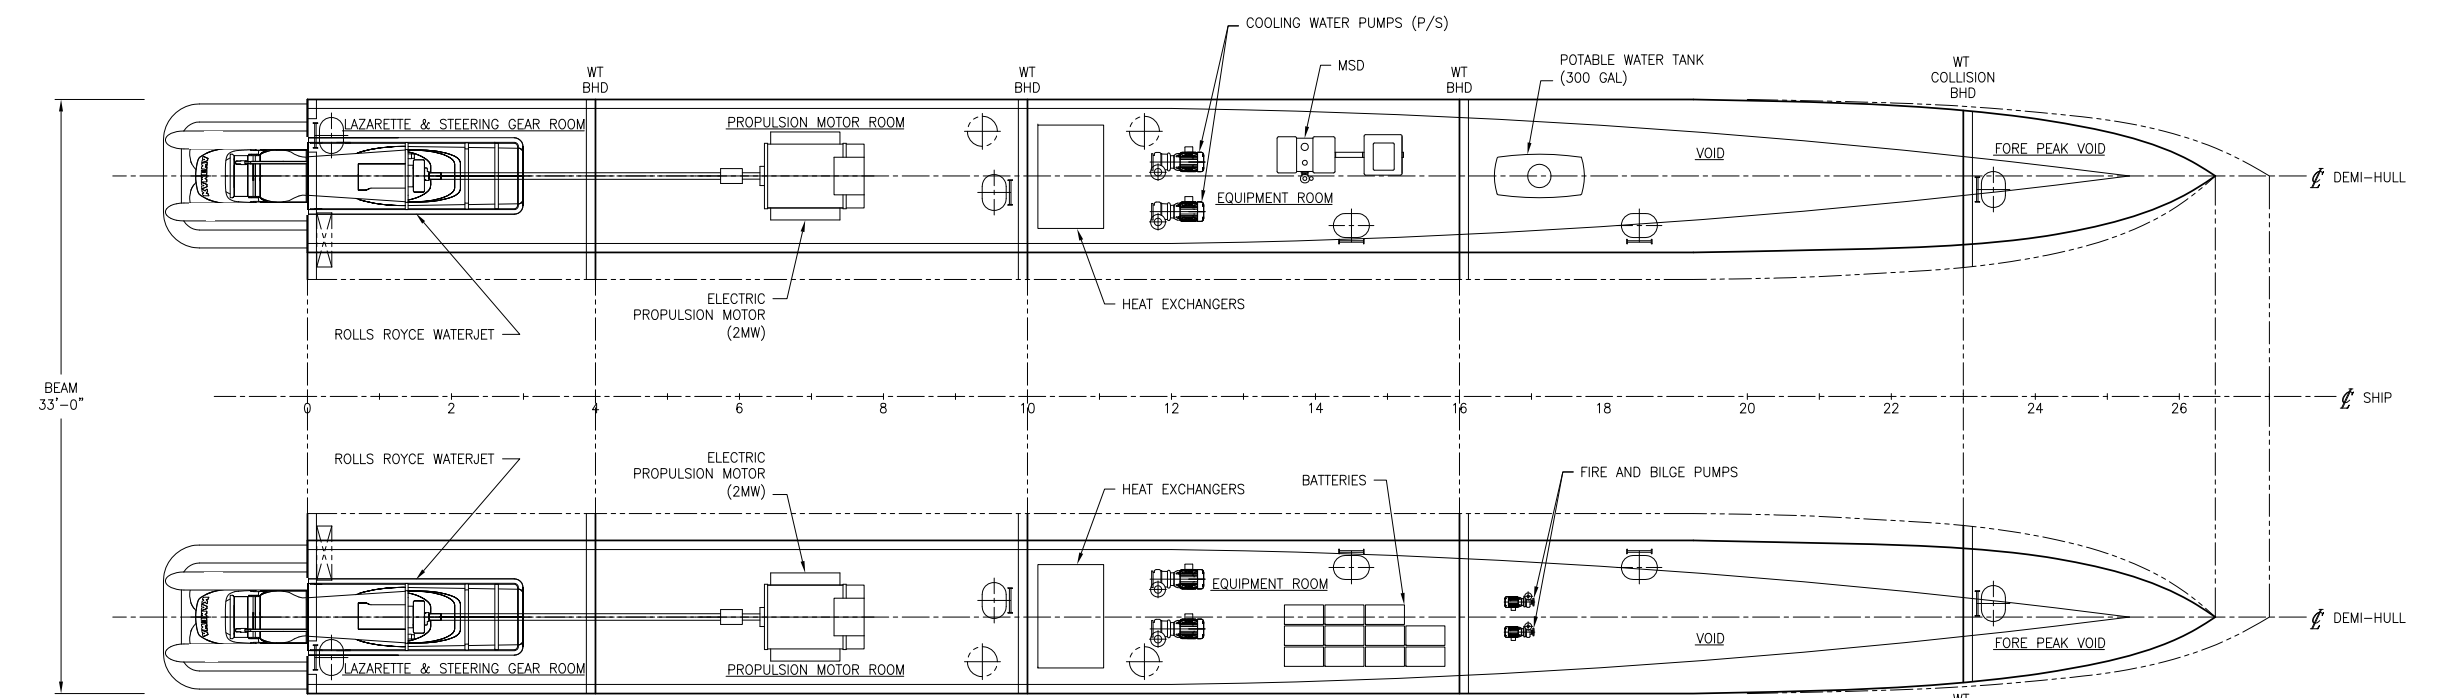 COOLING WATER PUMPS (P/S)
MSD
POTABLE WATER TANK
(300 GAL)
WT
BHD
WT
BHD
WT
BHD
WT
COLLISION
BHD
LAZARETTE & STEERING GEAR ROOM
PROPULSION MOTOR ROOM
VOID
FORE PEAK VOID
KAMEWA
EQUIPMENT ROOM
℄ DEMI-HULL
ELECTRIC
PROPULSION MOTOR
(2MW)
HEAT EXCHANGERS
ROLLS ROYCE WATERJET
BEAM
33'-0"
0 2 4 6 8 10 12 14 16 18 20 22 24 26
℄ SHIP
ROLLS ROYCE WATERJET
ELECTRIC
PROPULSION MOTOR
(2MW)
HEAT EXCHANGERS
BATTERIES
FIRE AND BILGE PUMPS
EQUIPMENT ROOM
KAMEWA
℄ DEMI-HULL
LAZARETTE & STEERING GEAR ROOM
PROPULSION MOTOR ROOM
VOID
FORE PEAK VOID
WT